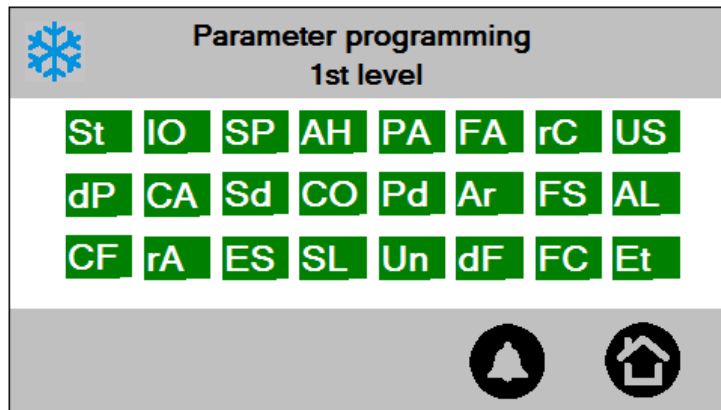 Parameter programming
1st level
St IO SP AH PA FA rC US
dP CA Sd CO Pd Ar FS AL
CF rA ES SL Un dF FC Et